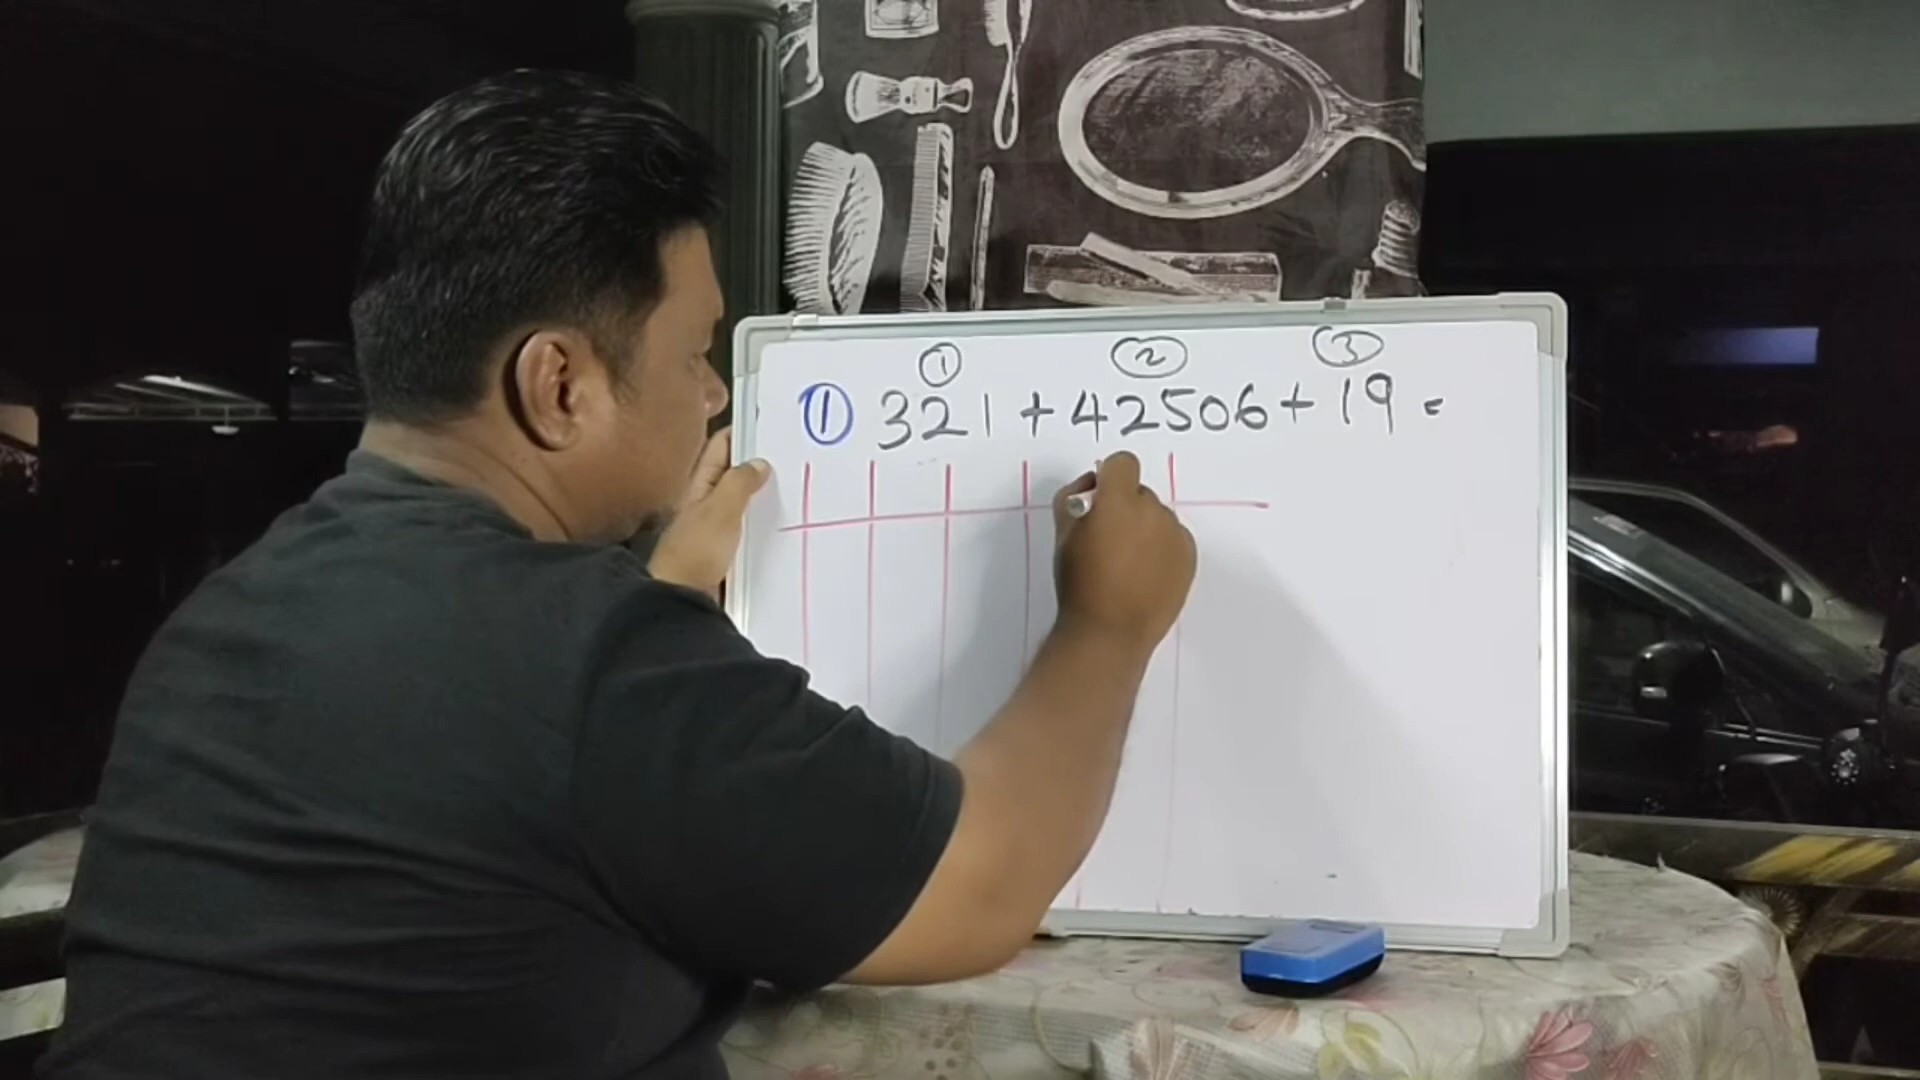 ① ② ③
① 321 + 42506 + 19 =